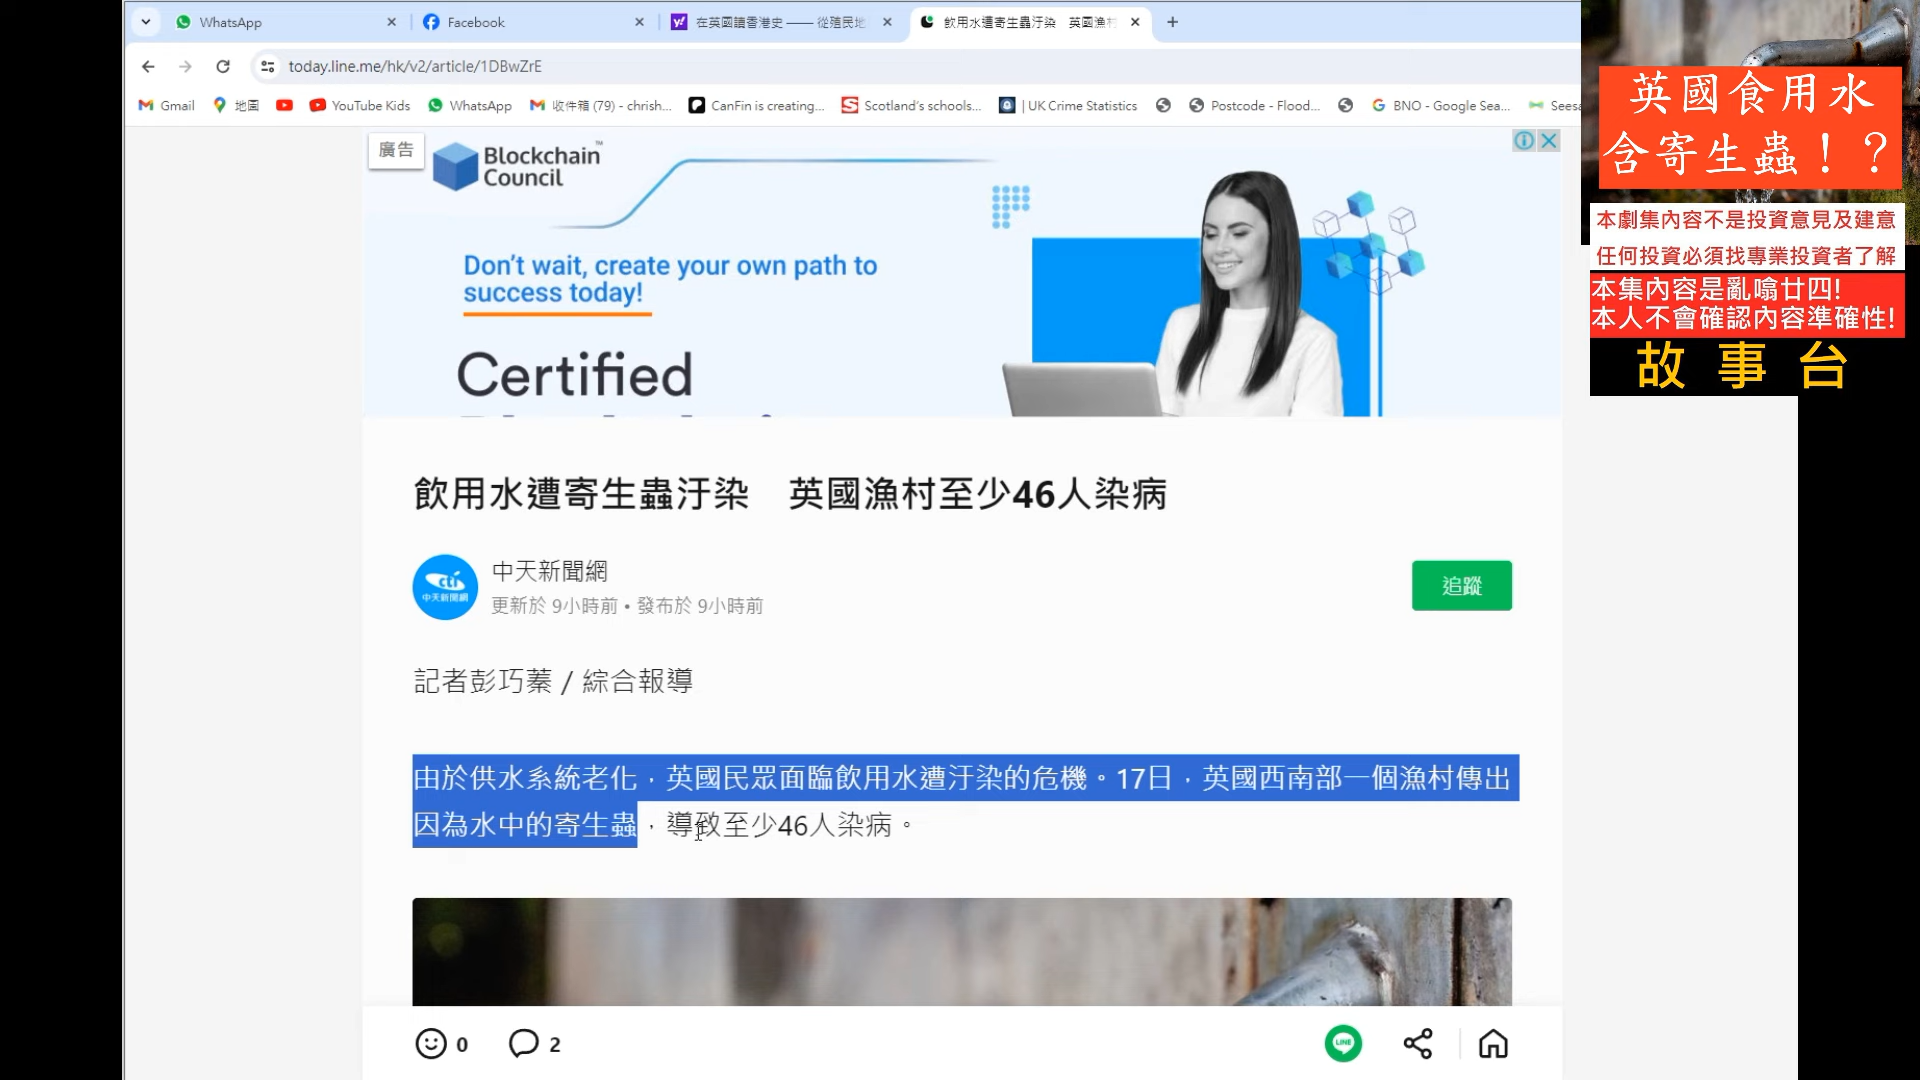 WhatsApp
Facebook
在英國讀香港史 —— 從殖民地
飲用水遭寄生蟲汙染　英國漁村
today.line.me/hk/v2/article/1DBwZrE
Gmail
地圖
YouTube Kids
WhatsApp
收件箱 (79) - chrish...
CanFin is creating...
Scotland's schools...
| UK Crime Statistics
Postcode - Flood...
BNO - Google Sea...
Seesa
廣告
Blockchain™
Council
Don't wait, create your own path to
success today!
Certified
飲用水遭寄生蟲汙染　英國漁村至少46人染病
cti
中天新聞網
中天新聞網
更新於 9小時前 • 發布於 9小時前
追蹤
記者彭巧蓁 / 綜合報導
由於供水系統老化，英國民眾面臨飲用水遭汙染的危機。17日，英國西南部一個漁村傳出
因為水中的寄生蟲，導致至少46人染病。
0
2
LINE
英國食用水
含寄生蟲！？
本劇集內容不是投資意見及建意
任何投資必須找專業投資者了解
本集內容是亂噏廿四!
本人不會確認內容準確性!
故事台